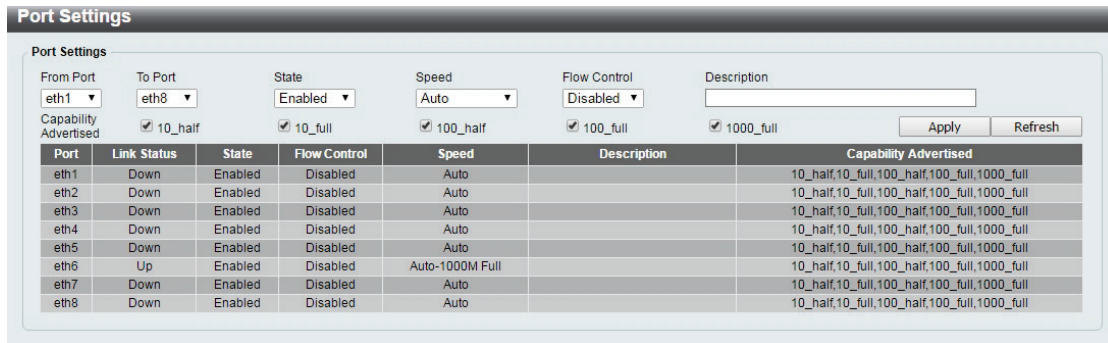 Port Settings
Port Settings
From Port To Port State Speed Flow Control Description
eth1 eth8 Enabled Auto Disabled
Capability Advertised 10_half 10_full 100_half 100_full 1000_full Apply Refresh
Port Link Status State Flow Control Speed Description Capability Advertised
eth1 Down Enabled Disabled Auto 10_half,10_full,100_half,100_full,1000_full
eth2 Down Enabled Disabled Auto 10_half,10_full,100_half,100_full,1000_full
eth3 Down Enabled Disabled Auto 10_half,10_full,100_half,100_full,1000_full
eth4 Down Enabled Disabled Auto 10_half,10_full,100_half,100_full,1000_full
eth5 Down Enabled Disabled Auto 10_half,10_full,100_half,100_full,1000_full
eth6 Up Enabled Disabled Auto-1000M Full 10_half,10_full,100_half,100_full,1000_full
eth7 Down Enabled Disabled Auto 10_half,10_full,100_half,100_full,1000_full
eth8 Down Enabled Disabled Auto 10_half,10_full,100_half,100_full,1000_full